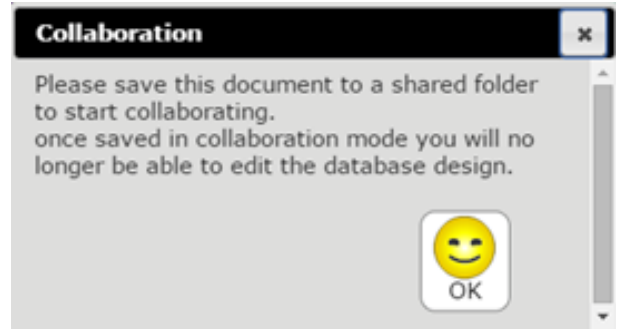 Collaboration
Please save this document to a shared folder
to start collaborating.
once saved in collaboration mode you will no
longer be able to edit the database design.
OK